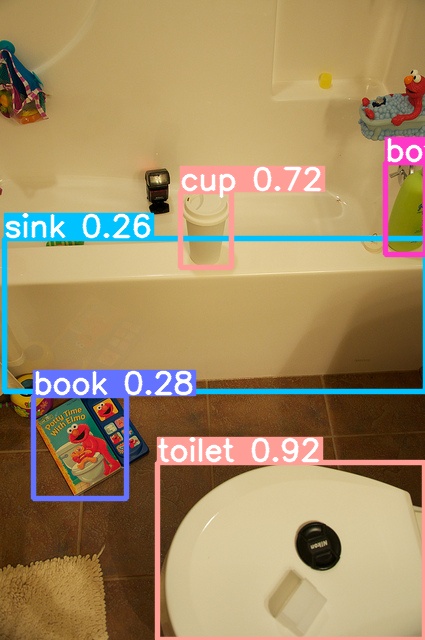 cup 0.72
bo
sink 0.26
book 0.28
Potty Time
With Elmo
toilet 0.92
Nikon